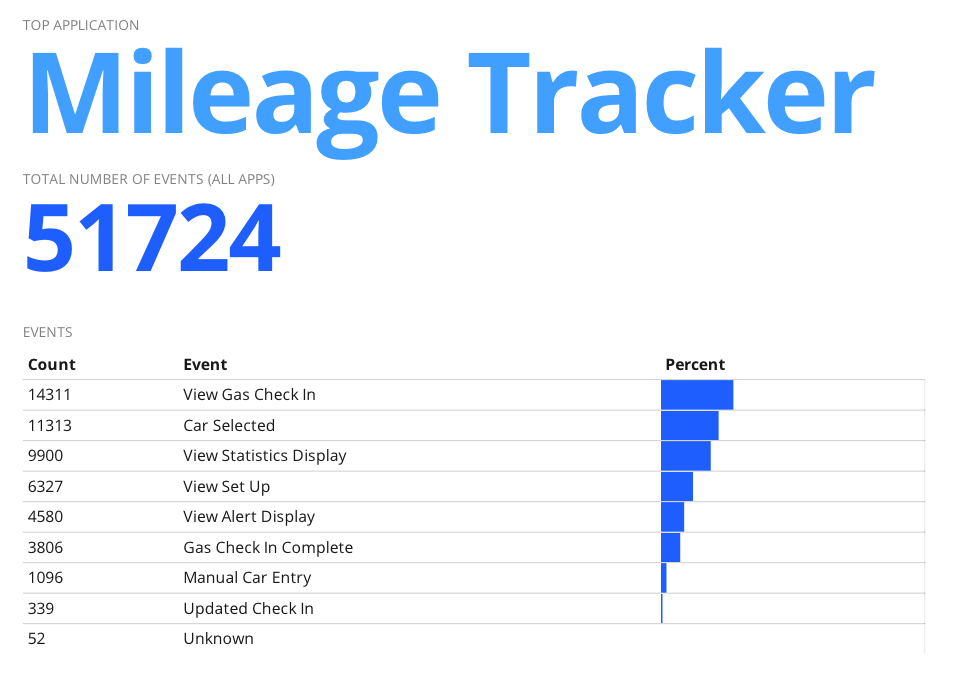 TOP APPLICATION
Mileage Tracker
TOTAL NUMBER OF EVENTS (ALL APPS)
51724
EVENTS
Count Event Percent
14311 View Gas Check In
11313 Car Selected
9900 View Statistics Display
6327 View Set Up
4580 View Alert Display
3806 Gas Check In Complete
1096 Manual Car Entry
339 Updated Check In
52 Unknown